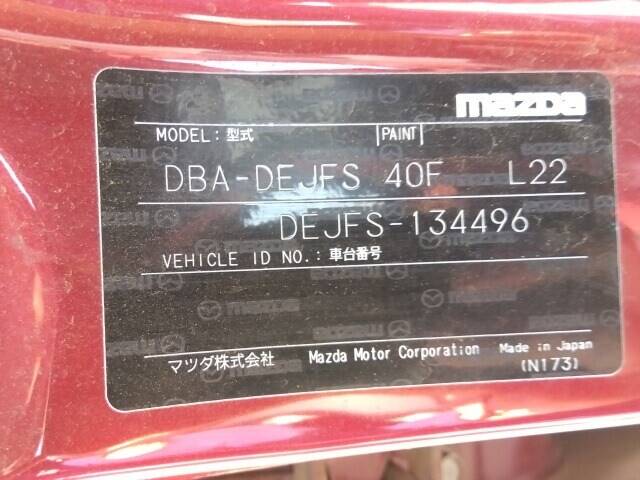 mazda
MODEL:型式 PAINT
DBA-DEJFS 40F L22
DEJFS-134496
VEHICLE ID NO.:車台番号
マツダ株式会社 Mazda Motor Corporation Made in Japan
(N173)